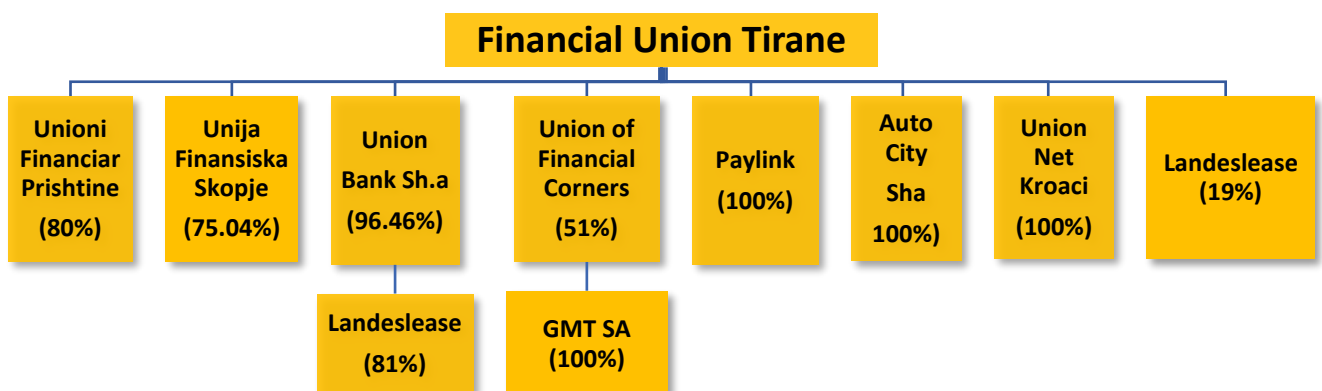 Financial Union Tirane
Unioni
Financiar
Prishtine
(80%)
Unija
Finansiska
Skopje
(75.04%)
Union
Bank Sh.a
(96.46%)
Union of
Financial
Corners
(51%)
Paylink
(100%)
Auto
City
Sha
100%)
Union
Net
Kroaci
(100%)
Landeslease
(19%)
Landeslease
(81%)
GMT SA
(100%)